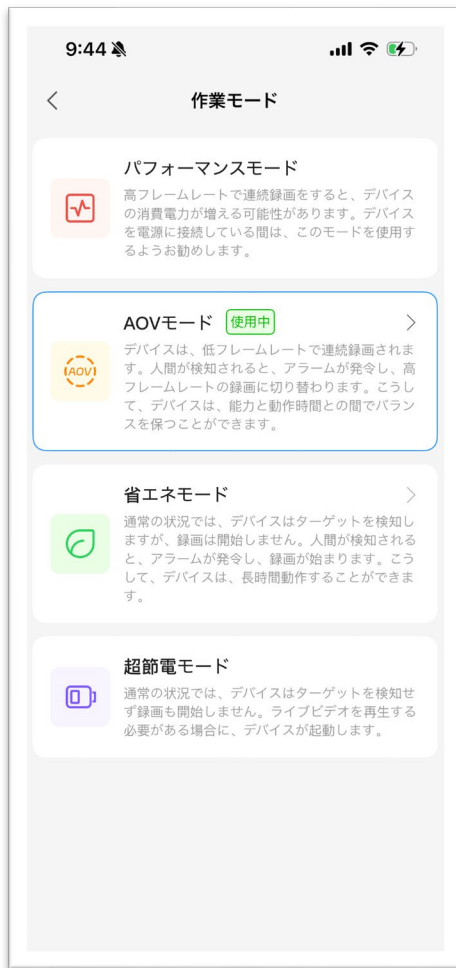 9:44
作業モード
パフォーマンスモード
高フレームレートで連続録画をすると、デバイス
の消費電力が増える可能性があります。デバイス
を電源に接続している間は、このモードを使用す
るようお勧めします。
AOVモード 使用中
AOV
デバイスは、低フレームレートで連続録画されま
す。人間が検知されると、アラームが発令し、高
フレームレートの録画に切り替わります。こうし
て、デバイスは、能力と動作時間との間でバラン
スを保つことができます。
省エネモード
通常の状況では、デバイスはターゲットを検知し
ますが、録画は開始しません。人間が検知される
と、アラームが発令し、録画が始まります。こう
して、デバイスは、長時間動作することができま
す。
超節電モード
通常の状況では、デバイスはターゲットを検知せ
ず録画も開始しません。ライブビデオを再生する
必要がある場合に、デバイスが起動します。